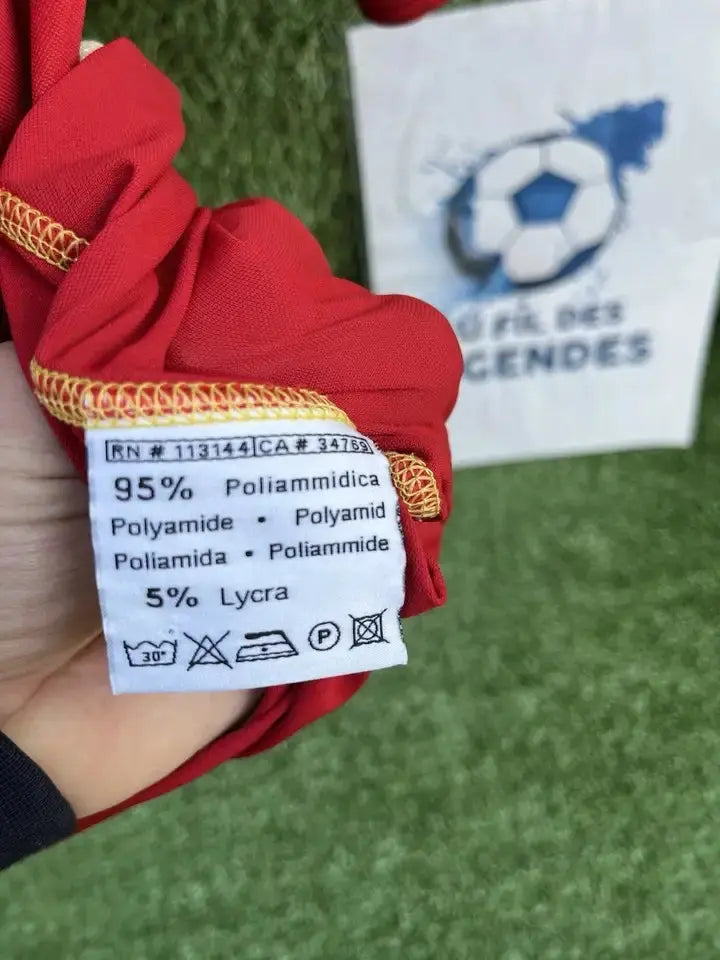 RN # 113144 CA # 34769
95% Poliammidica
Polyamide • Polyamid
Poliamida • Poliammide
5% Lycra
30°
P
FIL DES
GENDES